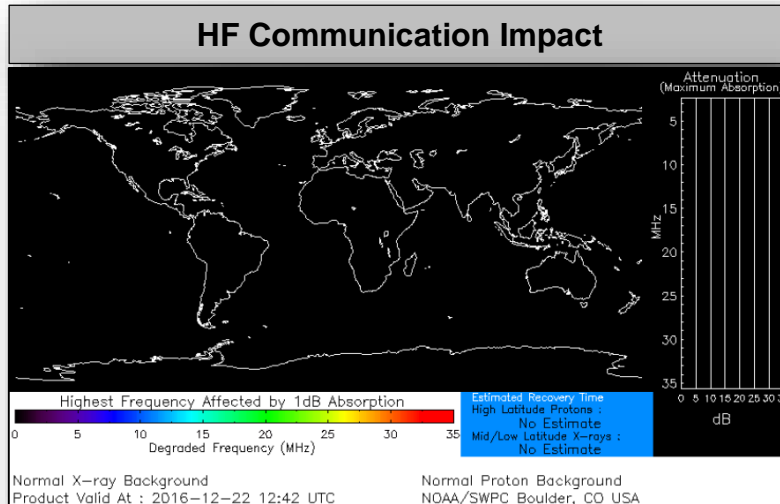 HF Communication Impact
Attenuation
(Maximum Absorption
5
10
15
20
25
30
35
MHz
0 5 10 15 20 25 30
dB
Highest Frequency Affected by 1dB Absorption
0 5 10 15 20 25 30 35
Degraded Frequency (MHz)
Estimated Recovery Time
High Latitude Protons :
No Estimate
Mid/Low Latitude X-rays :
No Estimate
Normal X-ray Background
Product Valid At : 2016-12-22 12:42 UTC
Normal Proton Background
NOAA/SWPC Boulder, CO USA